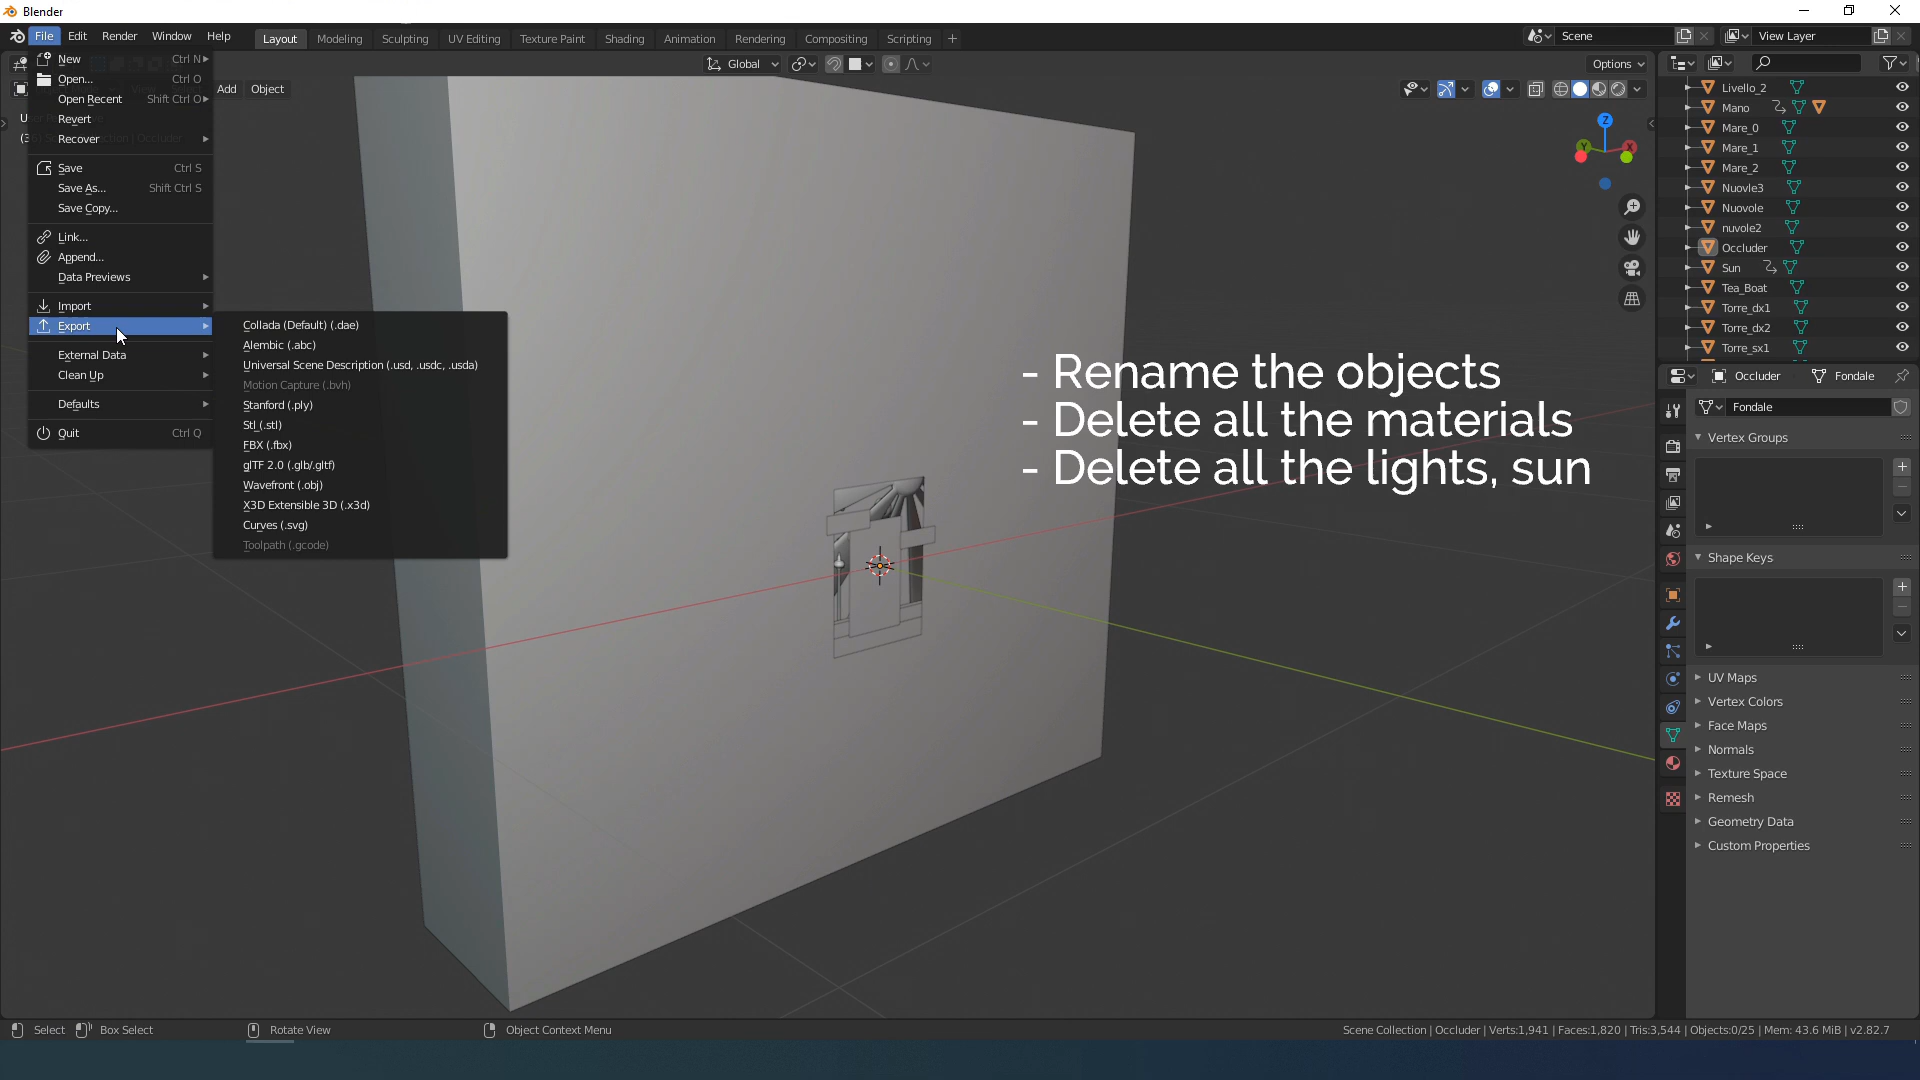 Blender
File Edit Render Window Help
Layout Modeling Sculpting UV Editing Texture Paint Shading Animation Rendering Compositing Scripting +
Scene
View Layer
New Ctrl N
Open... Ctrl O
Open Recent Shift Ctrl O
Revert
Recover
Save Ctrl S
Save As... Shift Ctrl S
Save Copy...
Link...
Append...
Data Previews
Import
Export
External Data
Clean Up
Defaults
Quit Ctrl Q
Collada (Default) (.dae)
Alembic (.abc)
Universal Scene Description (.usd, .usdc, .usda)
Motion Capture (.bvh)
Stanford (.ply)
Stl (.stl)
FBX (.fbx)
glTF 2.0 (.glb/.gltf)
Wavefront (.obj)
X3D Extensible 3D (.x3d)
Curves (.svg)
Toolpath (.gcode)
Add Object
Global
Options
Z
Y
X
- Rename the objects
- Delete all the materials
- Delete all the lights, sun
Livello_2
Mano
Mare_0
Mare_1
Mare_2
Nuovle3
Nuovole
nuvole2
Occluder
Sun
Tea_Boat
Torre_dx1
Torre_dx2
Torre_sx1
Occluder Fondale
Fondale
Vertex Groups
Shape Keys
UV Maps
Vertex Colors
Face Maps
Normals
Texture Space
Remesh
Geometry Data
Custom Properties
Select Box Select Rotate View Object Context Menu
Scene Collection | Occluder | Verts:1,941 | Faces:1,820 | Tris:3,544 | Objects:0/25 | Mem: 43.6 MiB | v2.82.7